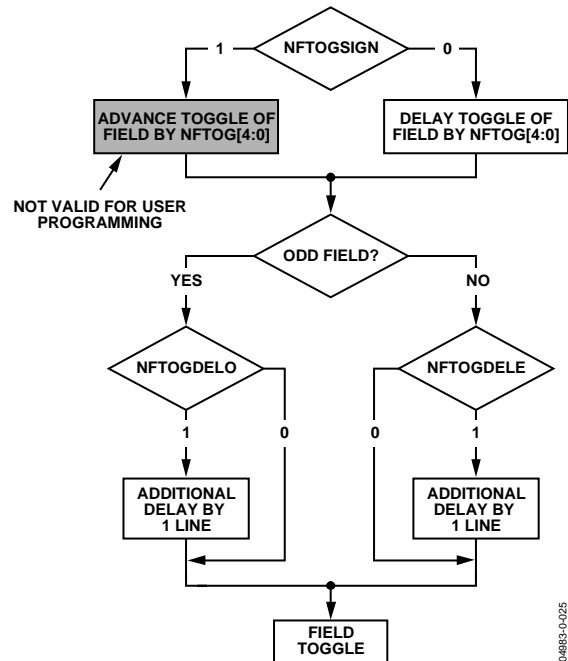 NFTOGSIGN
1
0
ADVANCE TOGGLE OF
FIELD BY NFTOG[4:0]
DELAY TOGGLE OF
FIELD BY NFTOG[4:0]
NOT VALID FOR USER
PROGRAMMING
ODD FIELD?
YES
NO
NFTOGDELO
NFTOGDELE
1
0
0
1
ADDITIONAL
DELAY BY
1 LINE
ADDITIONAL
DELAY BY
1 LINE
FIELD
TOGGLE
04983-0-025